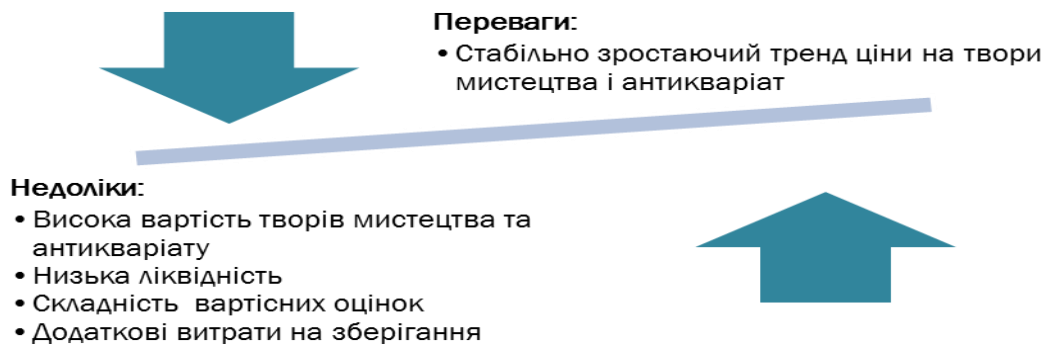 Переваги:
• Стабільно зростаючий тренд ціни на твори
мистецтва і антикваріат
Недоліки:
• Висока вартість творів мистецтва та
антикваріату
• Низька ліквідність
• Складність вартісних оцінок
• Додаткові витрати на зберігання